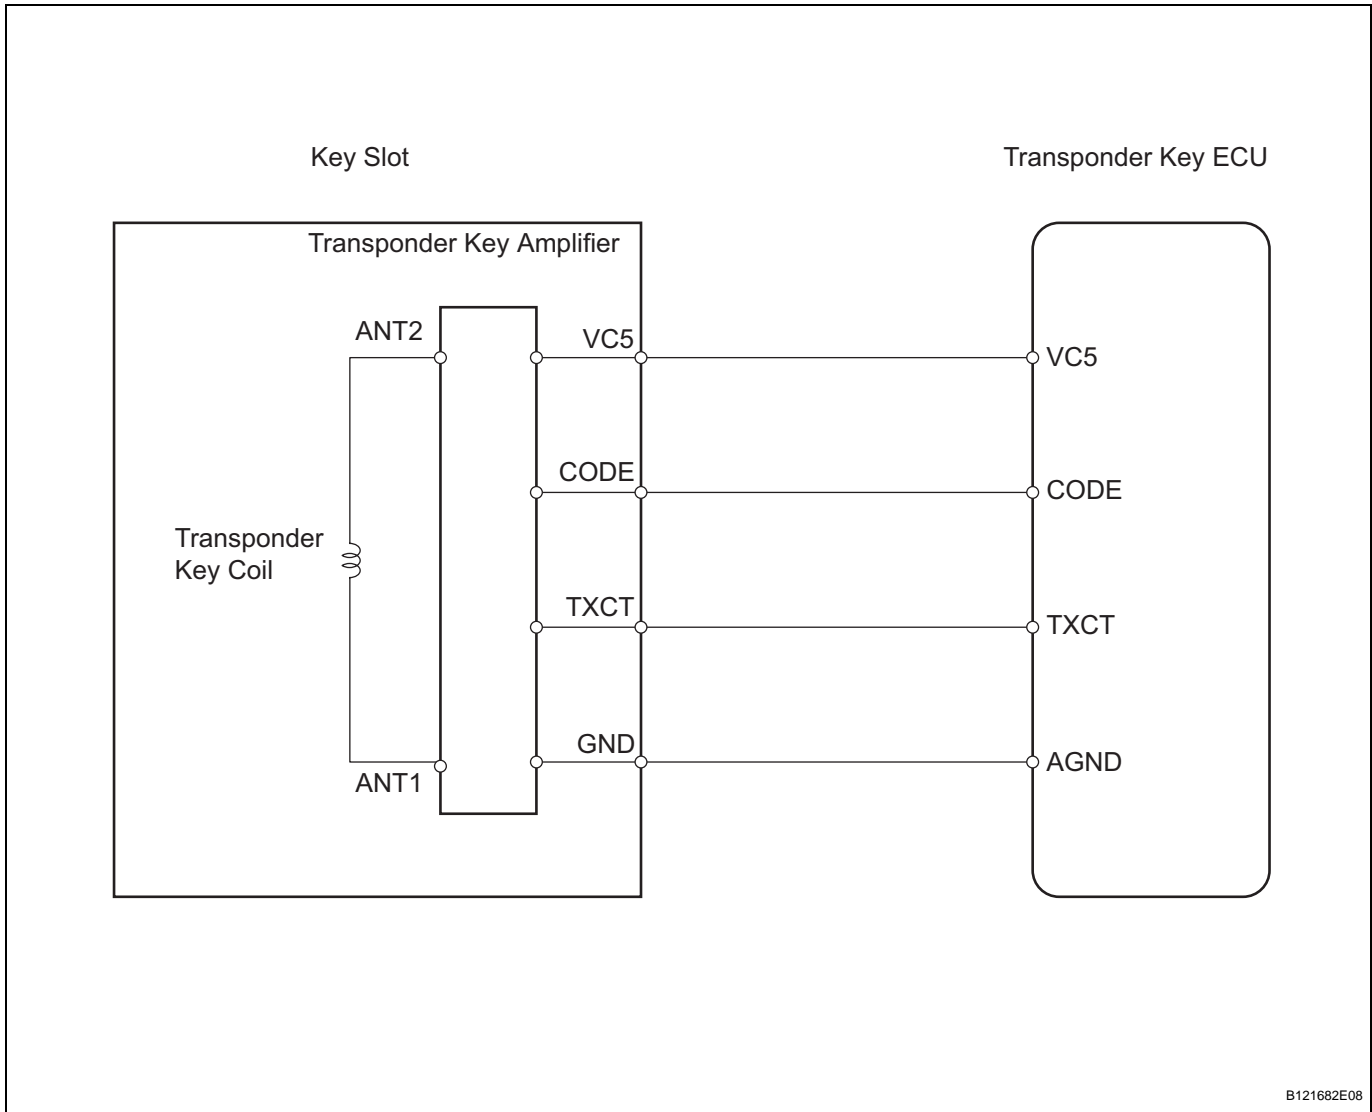 Key Slot
Transponder Key ECU
Transponder Key Amplifier
ANT2
VC5
VC5
CODE
CODE
Transponder
Key Coil
TXCT
TXCT
GND
AGND
ANT1
B121682E08